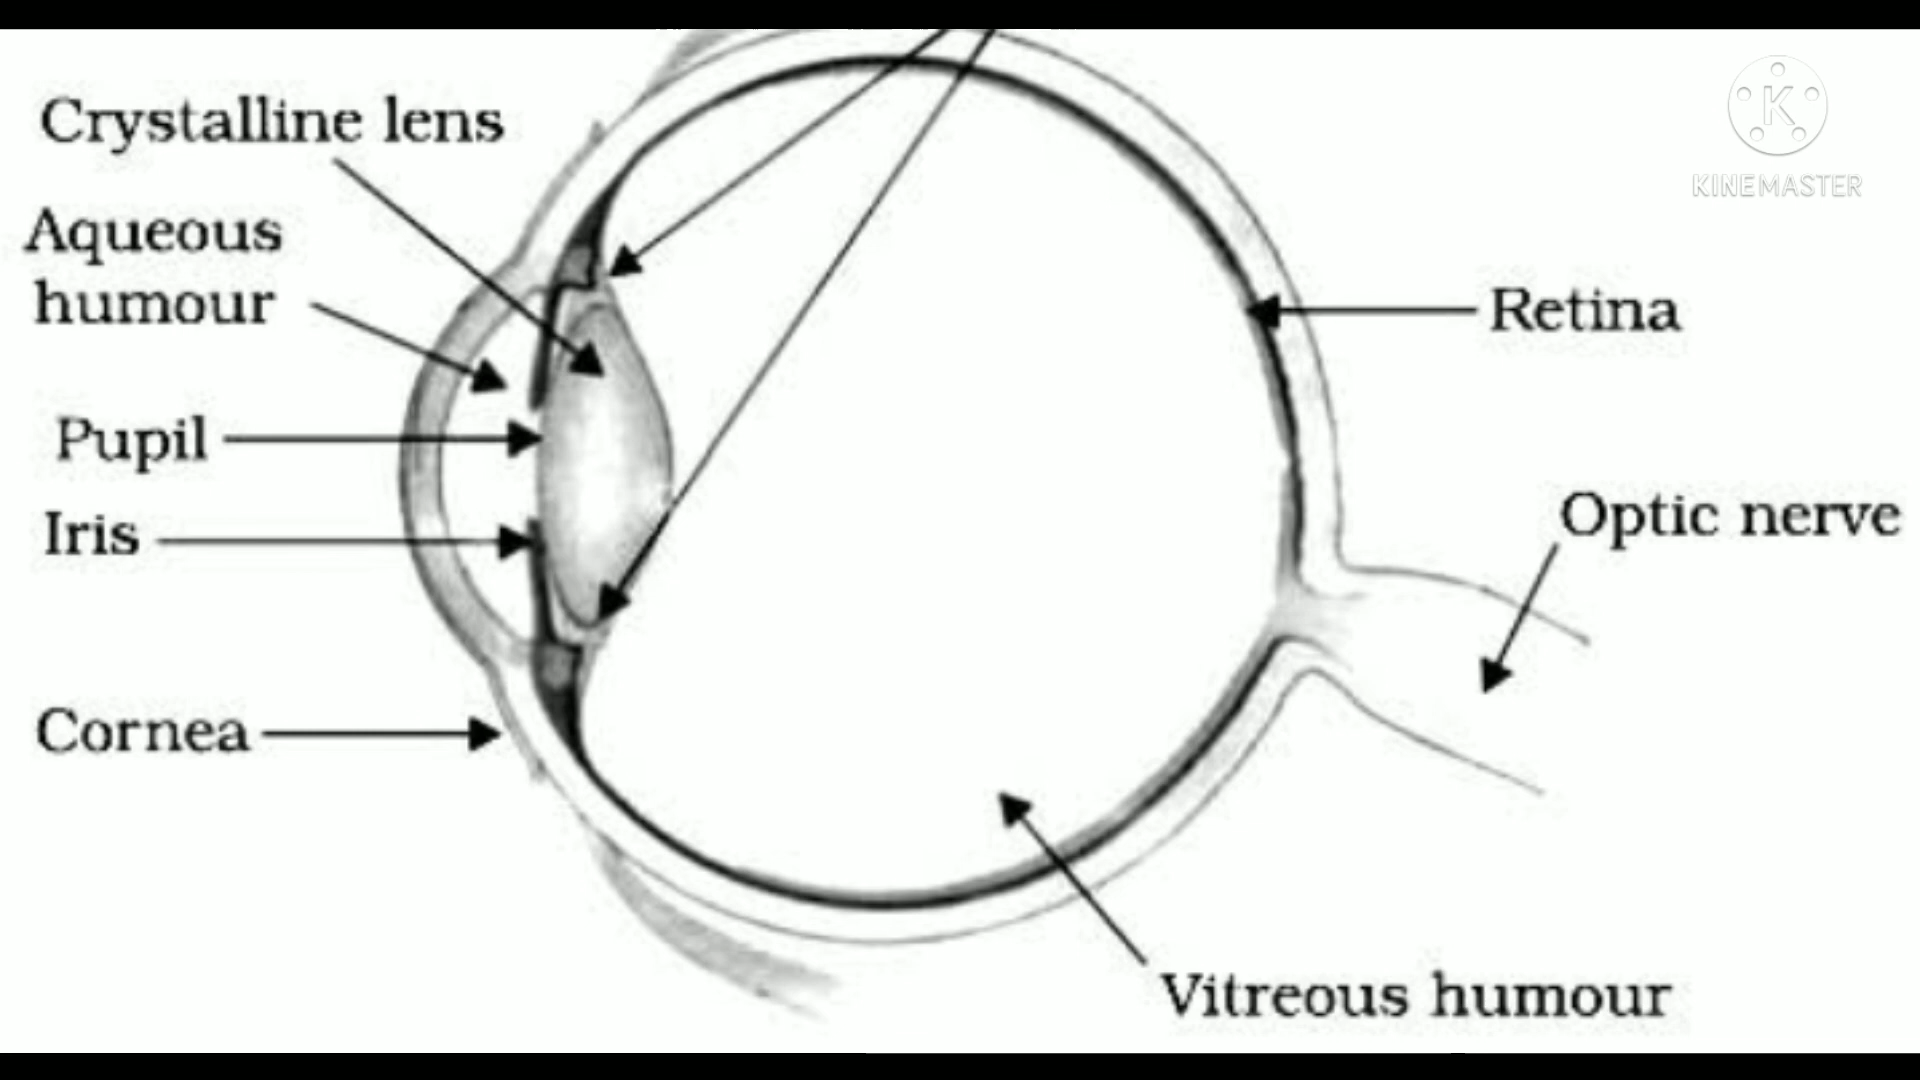 Crystalline lens
Aqueous
humour
Pupil
Iris
Cornea
K
KINEMASTER
Retina
Optic nerve
Vitreous humour